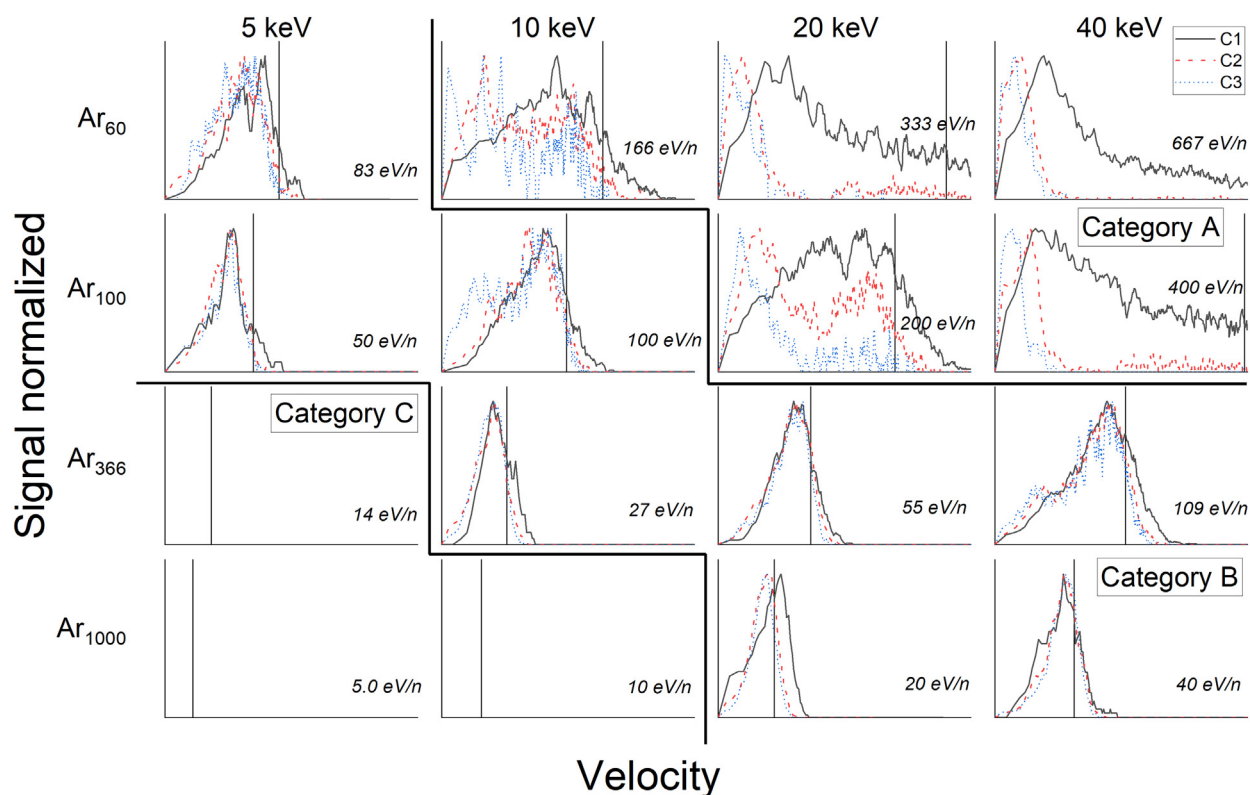 5 keV 10 keV 20 keV 40 keV
C1
C2
C3
Ar60
83 eV/n 166 eV/n 333 eV/n 667 eV/n
Category A
Ar100
50 eV/n 100 eV/n 200 eV/n 400 eV/n
Category C
Ar366
14 eV/n 27 eV/n 55 eV/n 109 eV/n
Category B
Ar1000
5.0 eV/n 10 eV/n 20 eV/n 40 eV/n
Signal normalized
Velocity